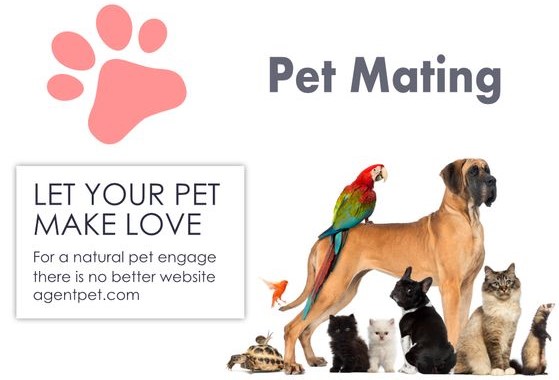 Pet Mating
LET YOUR PET
MAKE LOVE
For a natural pet engage
there is no better website
agentpet.com